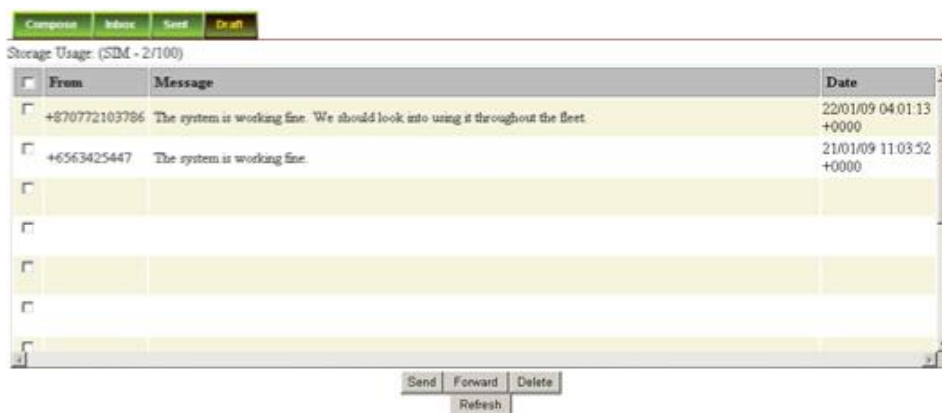 Compose Inbox Sent Draft
Storage Usage: (SIM - 2/100)
From Message Date
+870772103786 The system is working fine. We should look into using it throughout the fleet. 22/01/09 04:01:13
+0000
+6563425447 The system is working fine. 21/01/09 11:03:52
+0000
Send Forward Delete
Refresh